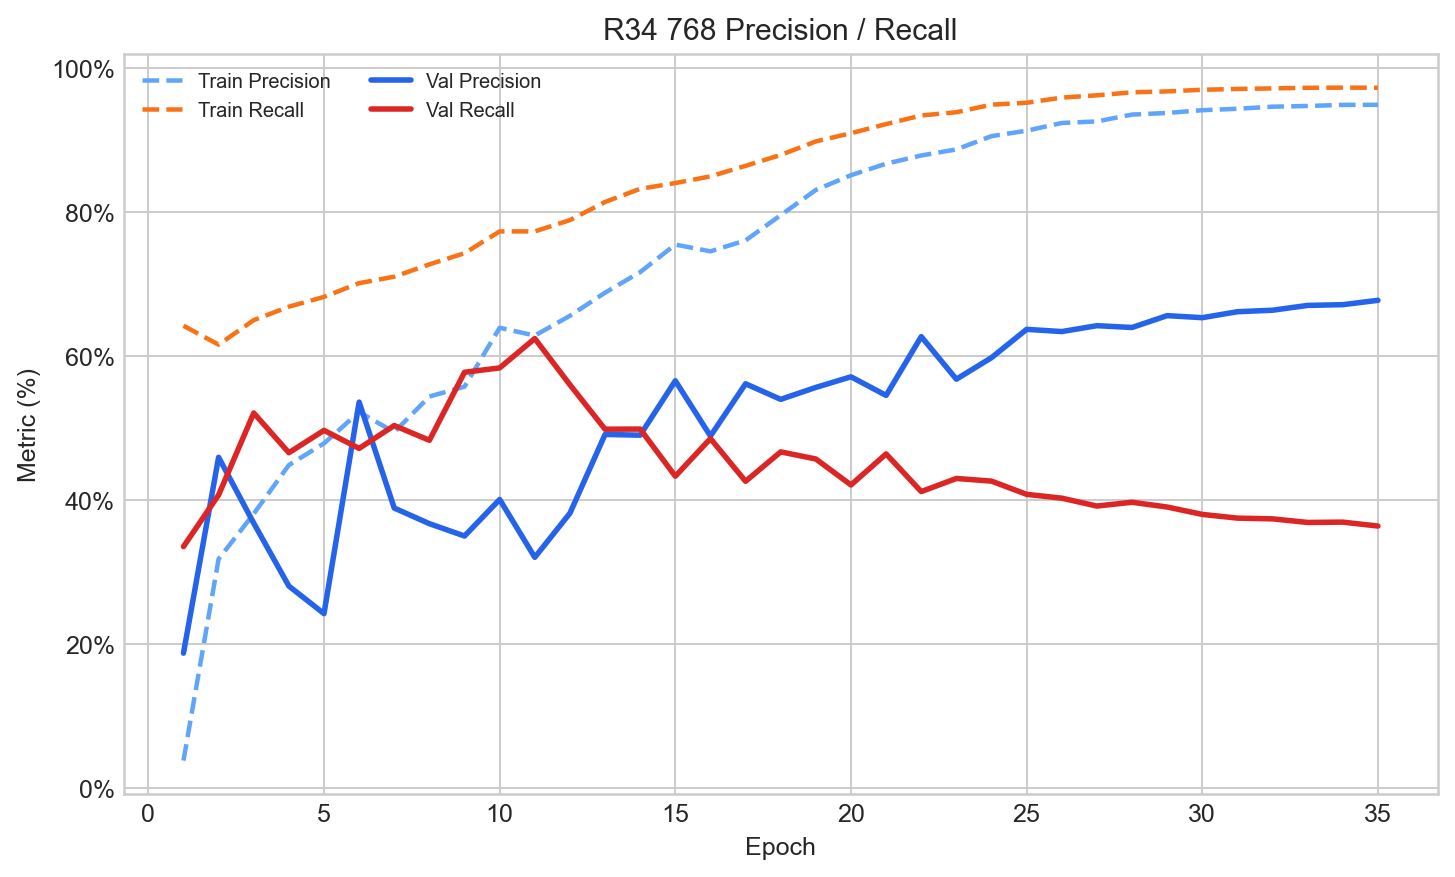 R34 768 Precision / Recall
Train Precision
Train Recall
Val Precision
Val Recall
Metric (%)
100%
80%
60%
40%
20%
0%
0 5 10 15 20 25 30 35
Epoch